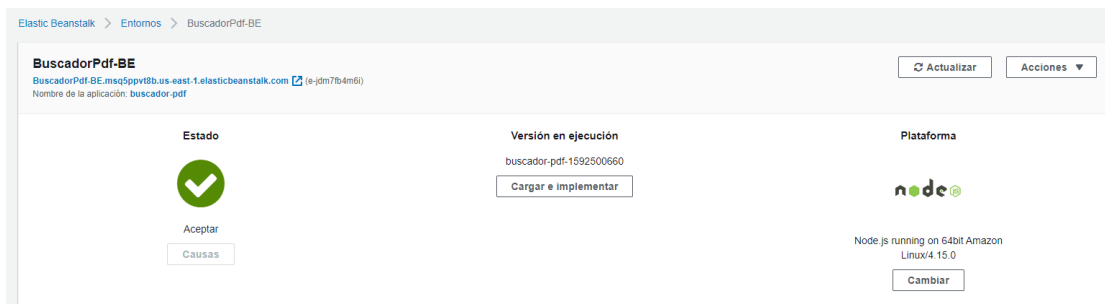 Elastic Beanstalk > Entornos > BuscadorPdf-BE
BuscadorPdf-BE
BuscadorPdf-BE.msq5ppvt8b.us-east-1.elasticbeanstalk.com (e-jdm7fb4m6i)
Nombre de la aplicación: buscador-pdf
Actualizar
Acciones
Estado
Aceptar
Causas
Versión en ejecución
buscador-pdf-1592500660
Cargar e implementar
Plataforma
node JS
Node.js running on 64bit Amazon
Linux/4.15.0
Cambiar